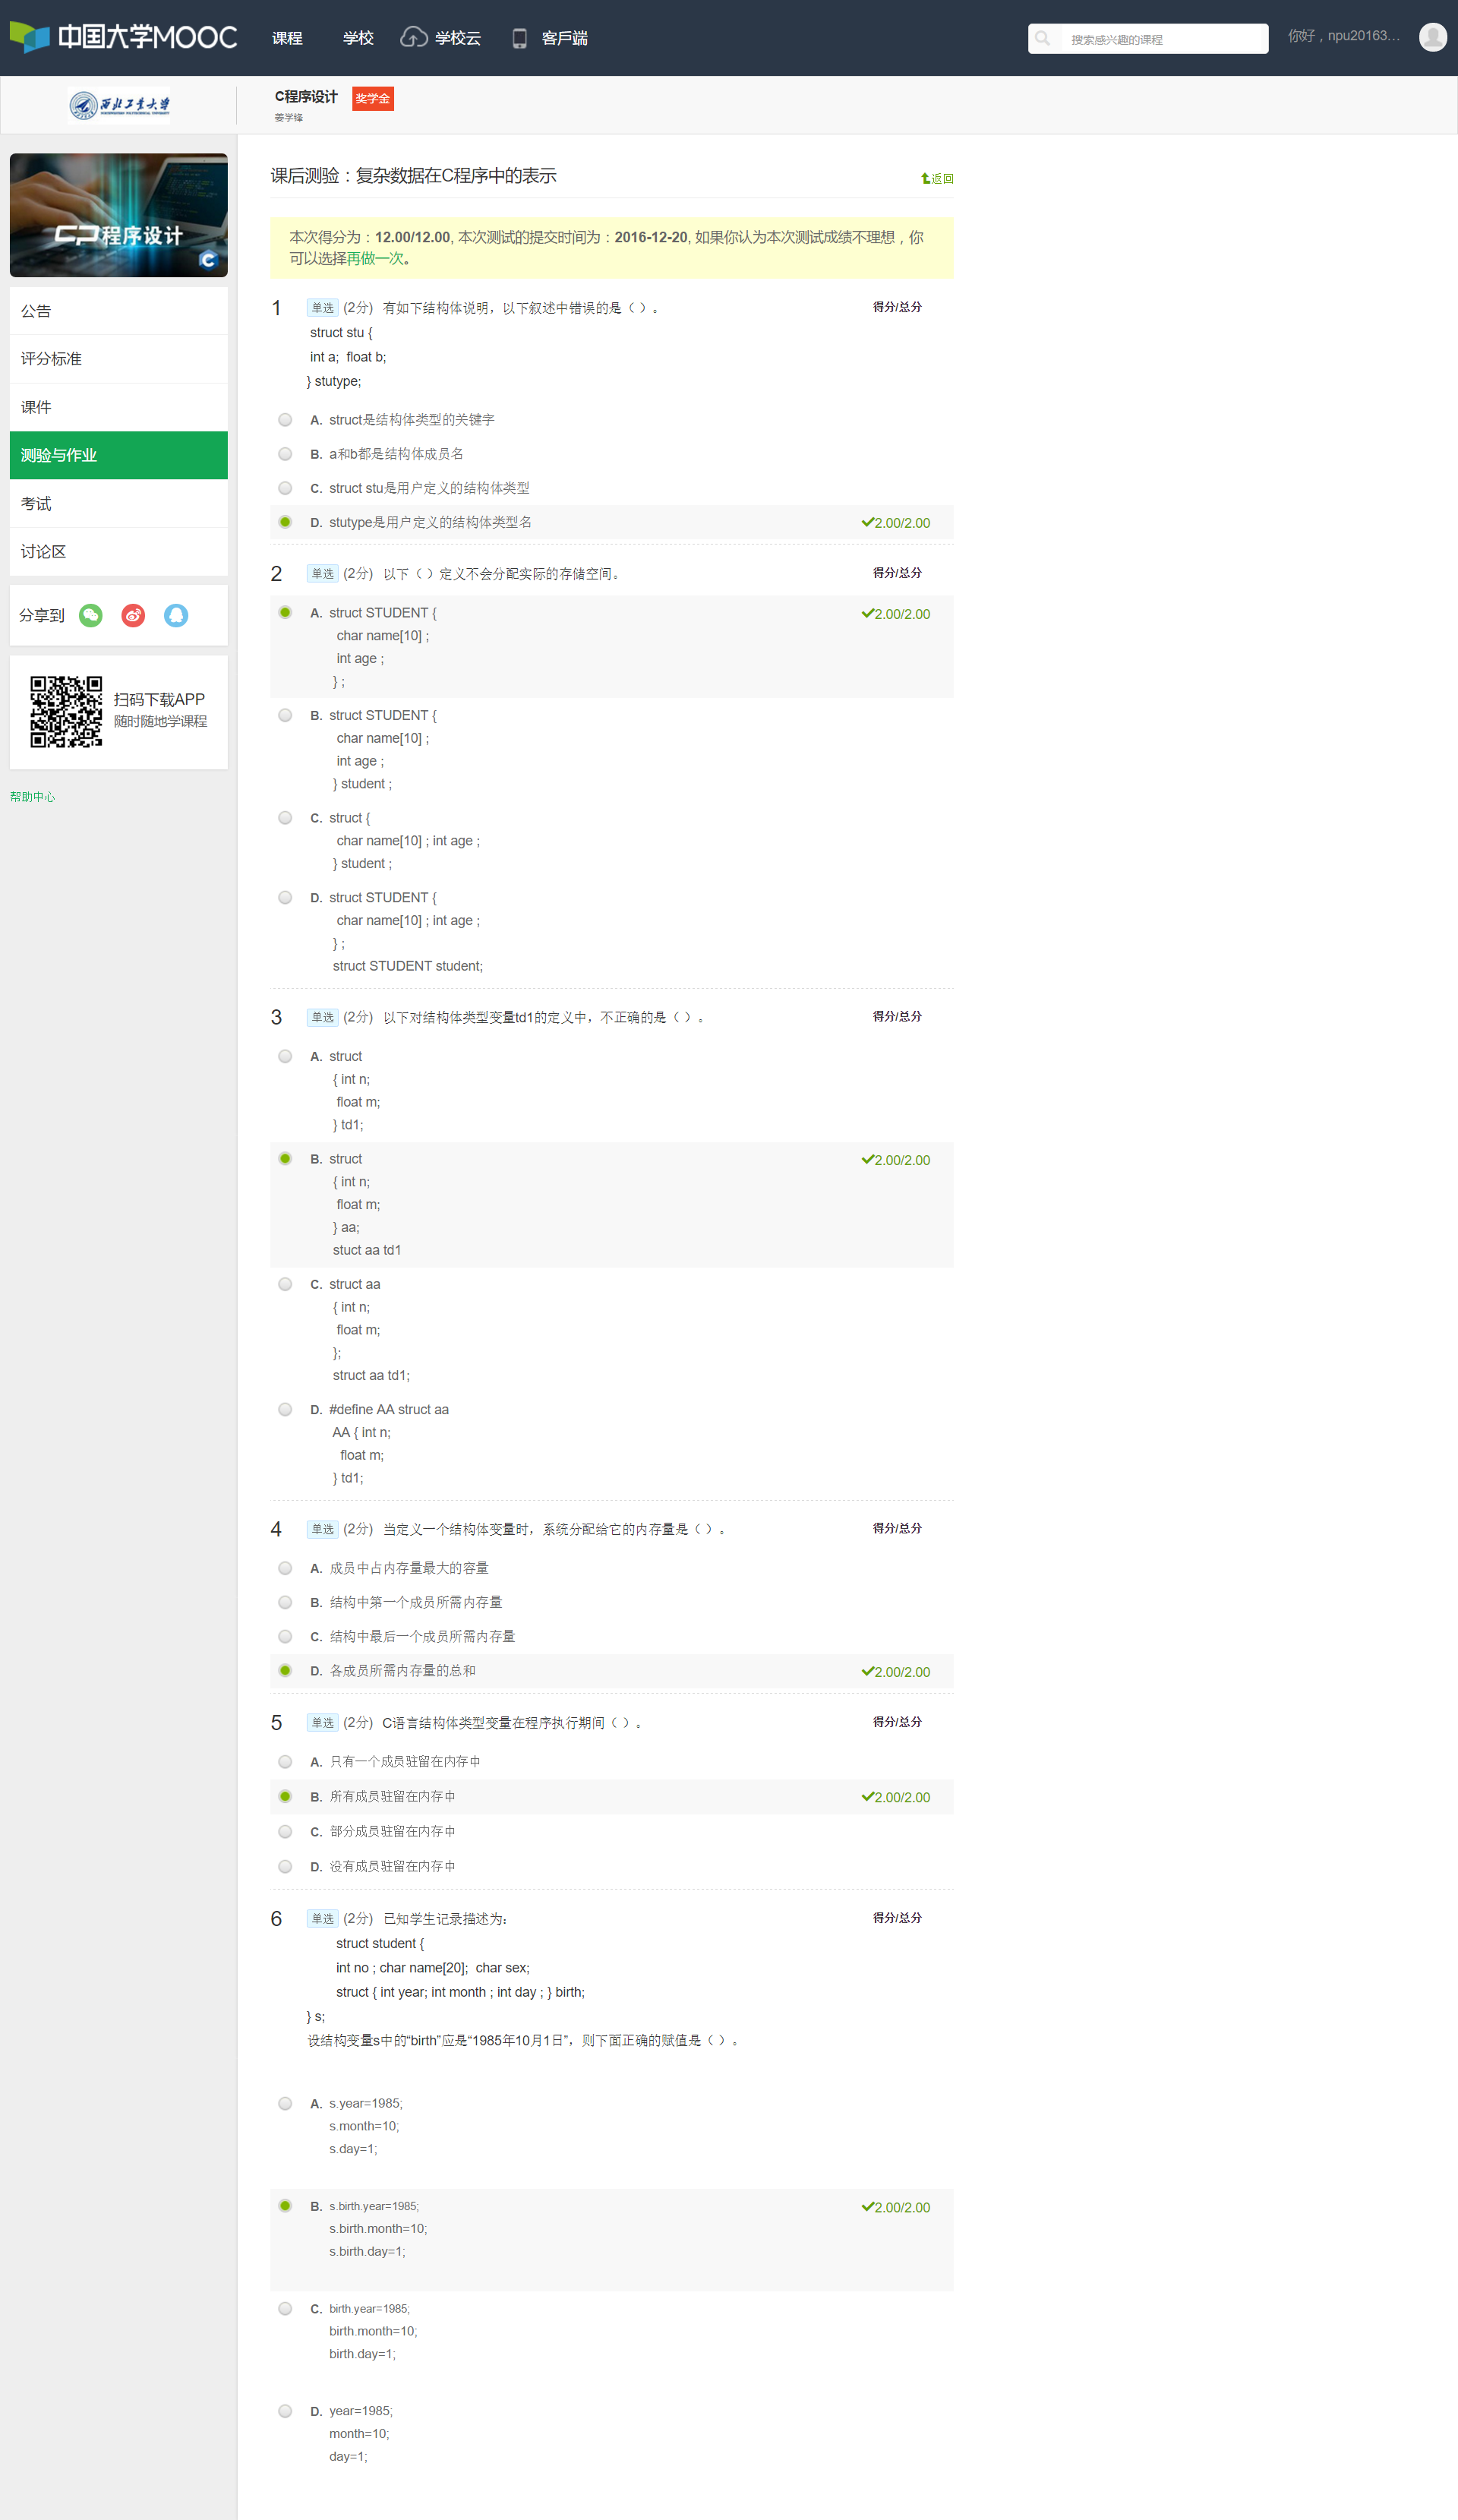 中国大学MOOC
课程 学校 学校云 客户端
搜索感兴趣的课程
你好，npu20163...
西北工业大学
C程序设计 奖学金
姜学锋
程序设计
公告
评分标准
课件
测验与作业
考试
讨论区
分享到
扫码下载APP
随时随地学课程
帮助中心
课后测验：复杂数据在C程序中的表示
返回
本次得分为：12.00/12.00, 本次测试的提交时间为：2016-12-20, 如果你认为本次测试成绩不理想，你
可以选择再做一次。
1 单选 (2分) 有如下结构体说明，以下叙述中错误的是（ ）。 得分/总分
struct stu {
int a;  float b;
} stutype;
A. struct是结构体类型的关键字
B. a和b都是结构体成员名
C. struct stu是用户定义的结构体类型
D. stutype是用户定义的结构体类型名 2.00/2.00
2 单选 (2分) 以下（ ）定义不会分配实际的存储空间。 得分/总分
A. struct STUDENT { 2.00/2.00
char name[10] ;
int age ;
} ;
B. struct STUDENT {
char name[10] ;
int age ;
} student ;
C. struct {
char name[10] ; int age ;
} student ;
D. struct STUDENT {
char name[10] ; int age ;
} ;
struct STUDENT student;
3 单选 (2分) 以下对结构体类型变量td1的定义中，不正确的是（ ）。 得分/总分
A. struct
{ int n;
float m;
} td1;
B. struct 2.00/2.00
{ int n;
float m;
} aa;
stuct aa td1
C. struct aa
{ int n;
float m;
};
struct aa td1;
D. #define AA struct aa
AA { int n;
float m;
} td1;
4 单选 (2分) 当定义一个结构体变量时，系统分配给它的内存量是（ ）。 得分/总分
A. 成员中占内存量最大的容量
B. 结构中第一个成员所需内存量
C. 结构中最后一个成员所需内存量
D. 各成员所需内存量的总和 2.00/2.00
5 单选 (2分) C语言结构体类型变量在程序执行期间（ ）。 得分/总分
A. 只有一个成员驻留在内存中
B. 所有成员驻留在内存中 2.00/2.00
C. 部分成员驻留在内存中
D. 没有成员驻留在内存中
6 单选 (2分) 已知学生记录描述为： 得分/总分
struct student {
int no ; char name[20];  char sex;
struct { int year; int month ; int day ; } birth;
} s;
设结构变量s中的“birth”应是“1985年10月1日”，则下面正确的赋值是（ ）。
A. s.year=1985;
s.month=10;
s.day=1;
B. s.birth.year=1985; 2.00/2.00
s.birth.month=10;
s.birth.day=1;
C. birth.year=1985;
birth.month=10;
birth.day=1;
D. year=1985;
month=10;
day=1;